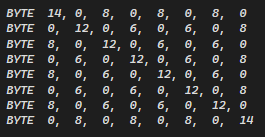 BYTE 14, 0, 8, 0, 8, 0, 8, 0
BYTE 0, 12, 0, 6, 0, 6, 0, 8
BYTE 8, 0, 12, 0, 6, 0, 6, 0
BYTE 0, 6, 0, 12, 0, 6, 0, 8
BYTE 8, 0, 6, 0, 12, 0, 6, 0
BYTE 0, 6, 0, 6, 0, 12, 0, 8
BYTE 8, 0, 6, 0, 6, 0, 12, 0
BYTE 0, 8, 0, 8, 0, 8, 0, 14